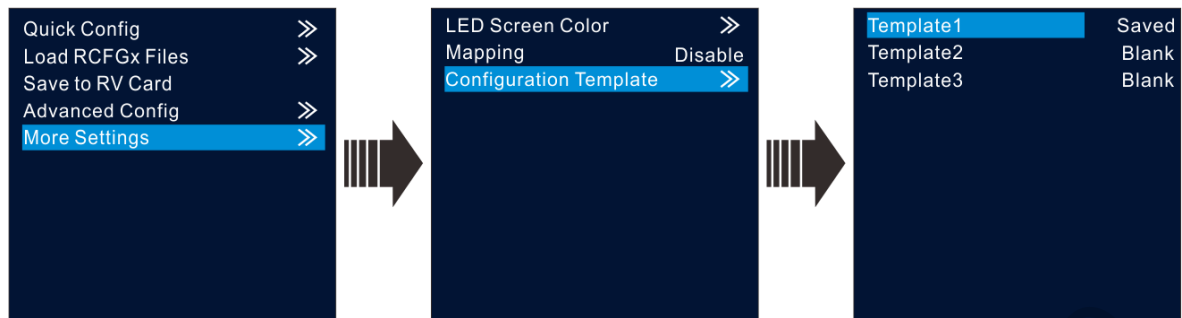 Quick Config
Load RCFGx Files
Save to RV Card
Advanced Config
More Settings
LED Screen Color
Mapping Disable
Configuration Template
Template1 Saved
Template2 Blank
Template3 Blank